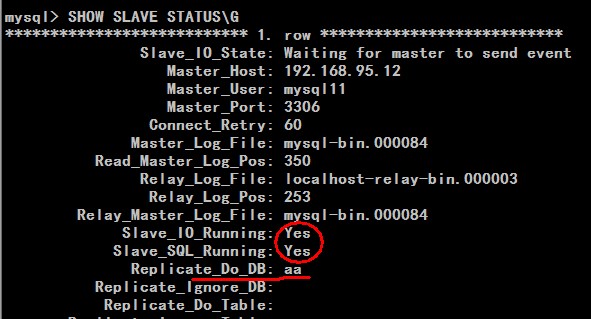 mysql> SHOW SLAVE STATUS\G
*************************** 1. row ***************************
Slave_IO_State: Waiting for master to send event
Master_Host: 192.168.95.12
Master_User: mysql11
Master_Port: 3306
Connect_Retry: 60
Master_Log_File: mysql-bin.000084
Read_Master_Log_Pos: 350
Relay_Log_File: localhost-relay-bin.000003
Relay_Log_Pos: 253
Relay_Master_Log_File: mysql-bin.000084
Slave_IO_Running: Yes
Slave_SQL_Running: Yes
Replicate_Do_DB: aa
Replicate_Ignore_DB:
Replicate_Do_Table: